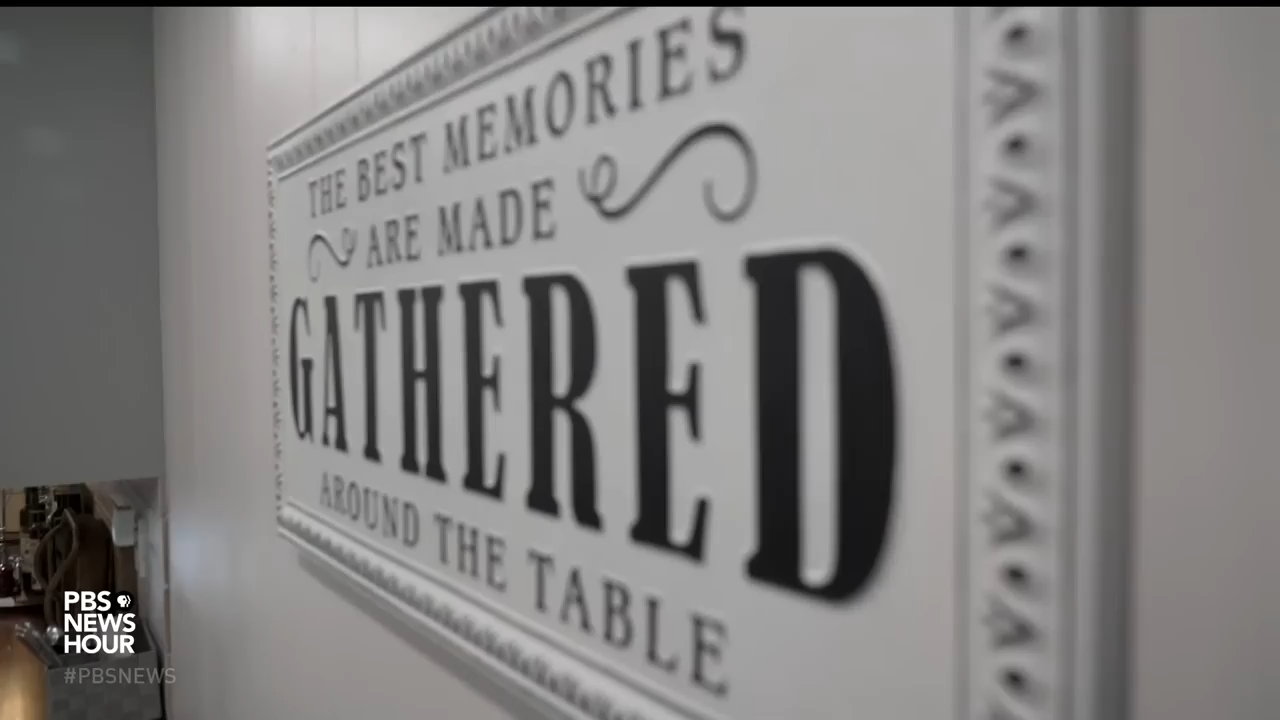 THE BEST MEMORIES
ARE MADE
GATHERED
AROUND THE TABLE
PBS
NEWS
HOUR
#PBSNEWS